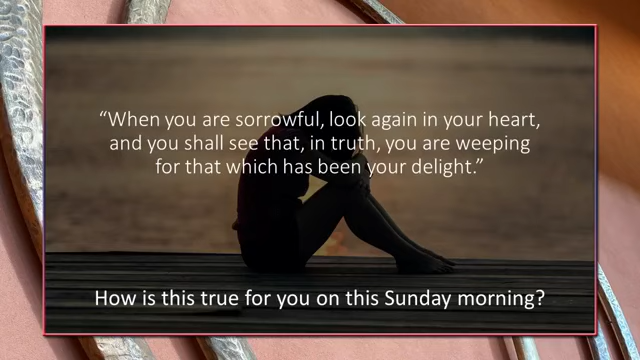 “When you are sorrowful, look again in your heart,
and you shall see that, in truth, you are weeping
for that which has been your delight.”
How is this true for you on this Sunday morning?